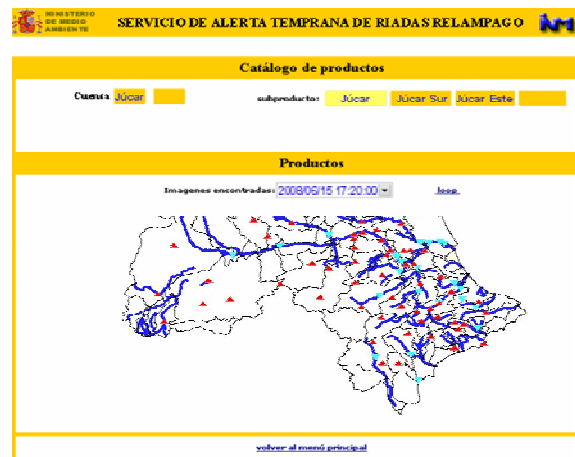 MINISTERIO
DE MEDIO
AMBIENTE
SERVICIO DE ALERTA TEMPRANA DE RIADAS RELAMPAGO
Catálogo de productos
Cuenca Júcar
subproducto: Júcar Júcar Sur Júcar Este
Productos
Imagenes encontradas: 2008/06/15 17:20:00
loop
volver al menú principal